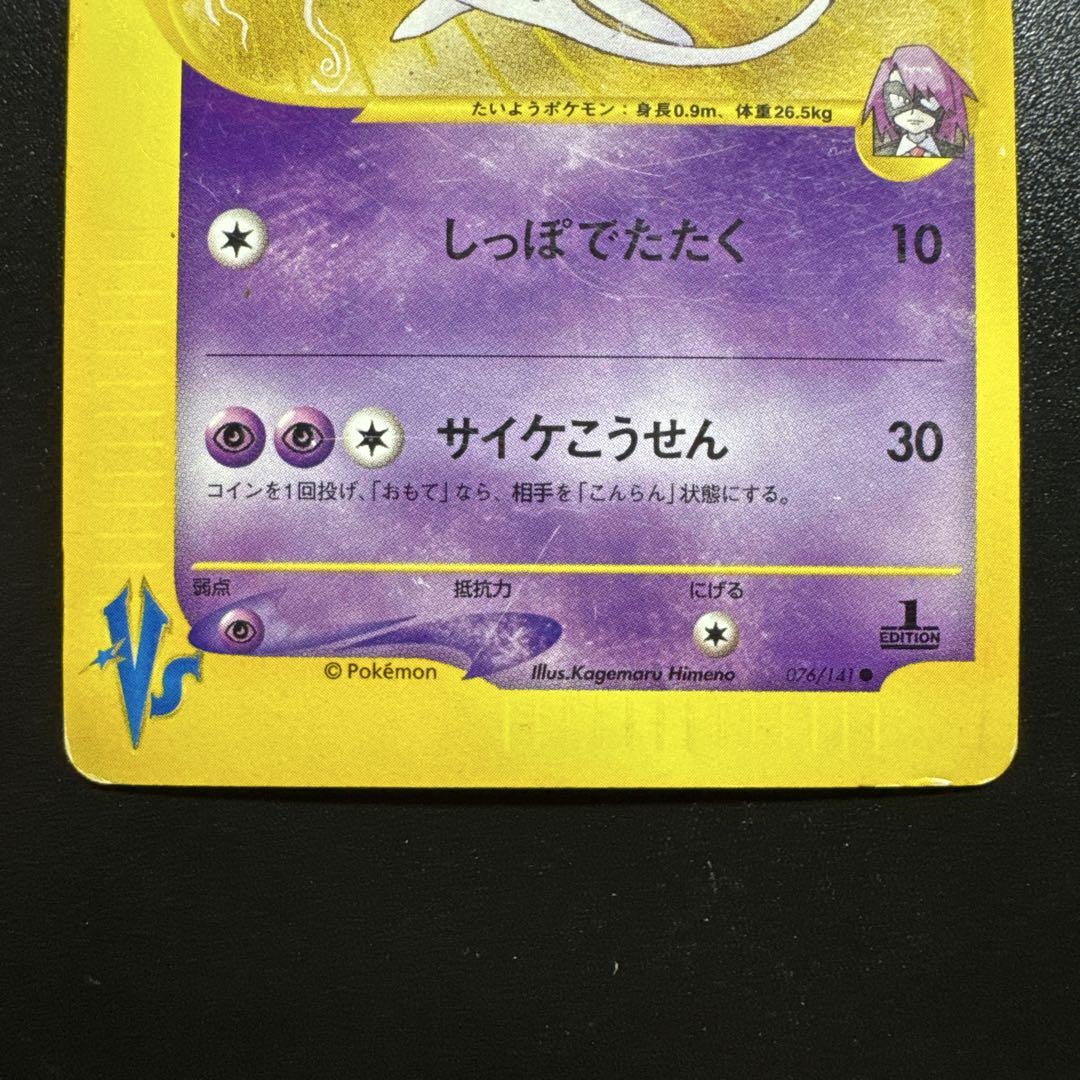 たいようポケモン：身長0.9m、体重26.5kg
しっぽでたたく 10
サイケこうせん 30
コインを1回投げ、「おもて」なら、相手を「こんらん」状態にする。
弱点 抵抗力 にげる
1
EDITION
VS
© Pokémon Illus.Kagemaru Himeno 076/141